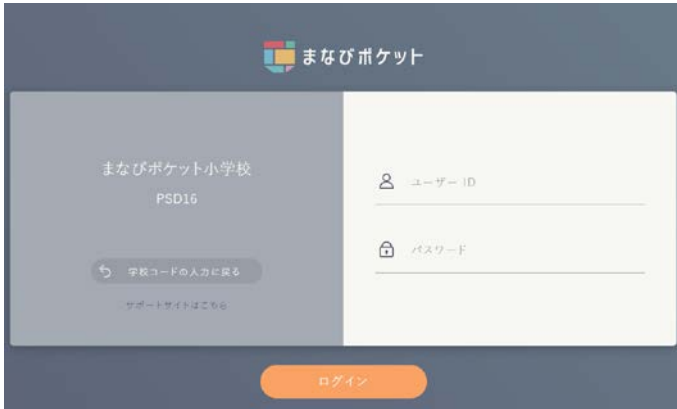 まなびポケット
まなびポケット小学校
PSD16
学校コードの入力に戻る
サポートサイトはこちら
ユーザー ID
パスワード
ログイン